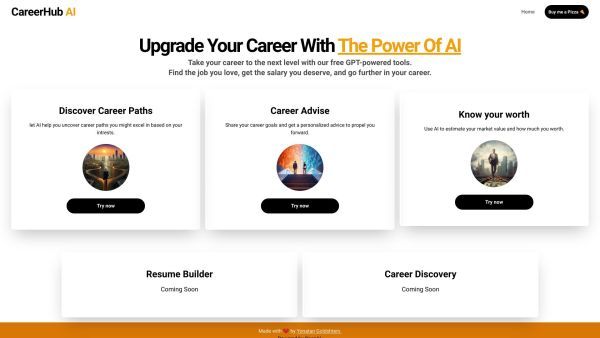 CareerHub AI
Home
Buy me a Pizza
Upgrade Your Career With The Power Of AI
Take your career to the next level with our free GPT-powered tools.
Find the job you love, get the salary you deserve, and go further in your career.
Discover Career Paths
let AI help you uncover career paths you might excel in based on your
intrests.
Try now
Career Advise
Share your career goals and get a personalized advice to propel you
forward.
Try now
Know your worth
Use AI to estimate your market value and how much you worth.
Try now
Resume Builder
Coming Soon
Career Discovery
Coming Soon
Made with ❤️ by Yonatan Goldshtein